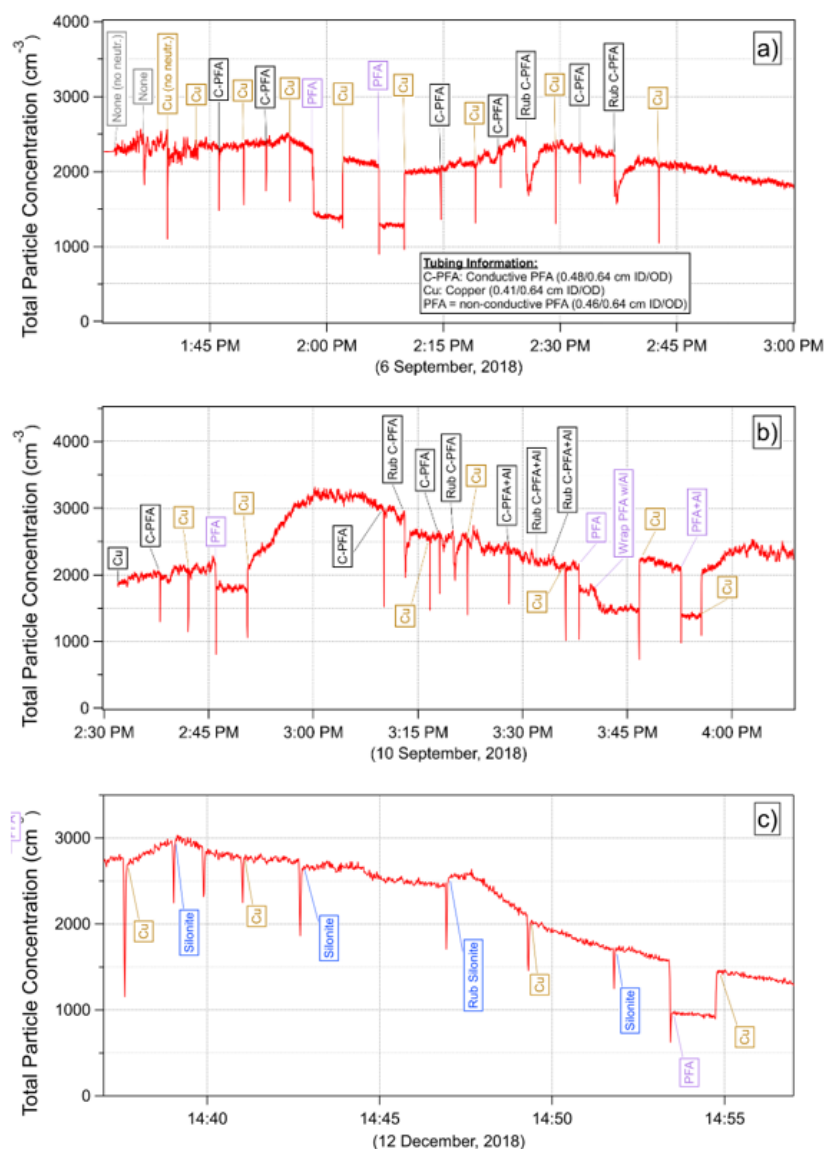 Total Particle Concentration (cm-3)
4000
3000
2000
1000
0
None (no neutr.)
None
Cu (no neutr.)
Cu
C-PFA
Cu
C-PFA
Cu
PFA
Cu
PFA
Cu
C-PFA
Cu
C-PFA
Rub C-PFA
Cu
C-PFA
Rub C-PFA
Cu
a)
Tubing Information:
C-PFA: Conductive PFA (0.48/0.64 cm ID/OD)
Cu: Copper (0.41/0.64 cm ID/OD)
PFA = non-conductive PFA (0.46/0.64 cm ID/OD)
1:45 PM 2:00 PM 2:15 PM 2:30 PM 2:45 PM 3:00 PM
(6 September, 2018)
Total Particle Concentration (cm-3)
4000
3000
2000
1000
0
Cu
C-PFA
Cu
PFA
Cu
C-PFA
Rub C-PFA
Cu
C-PFA
Rub C-PFA
Cu
C-PFA+Al
Rub C-PFA+Al
Rub C-PFA+Al
Cu
PFA
Wrap PFA w/Al
Cu
PFA+Al
Cu
b)
2:30 PM 2:45 PM 3:00 PM 3:15 PM 3:30 PM 3:45 PM 4:00 PM
(10 September, 2018)
Total Particle Concentration (cm-3)
3000
2000
1000
0
Cu
Silonite
Cu
Silonite
Rub Silonite
Cu
Silonite
PFA
Cu
c)
14:40 14:45 14:50 14:55
(12 December, 2018)